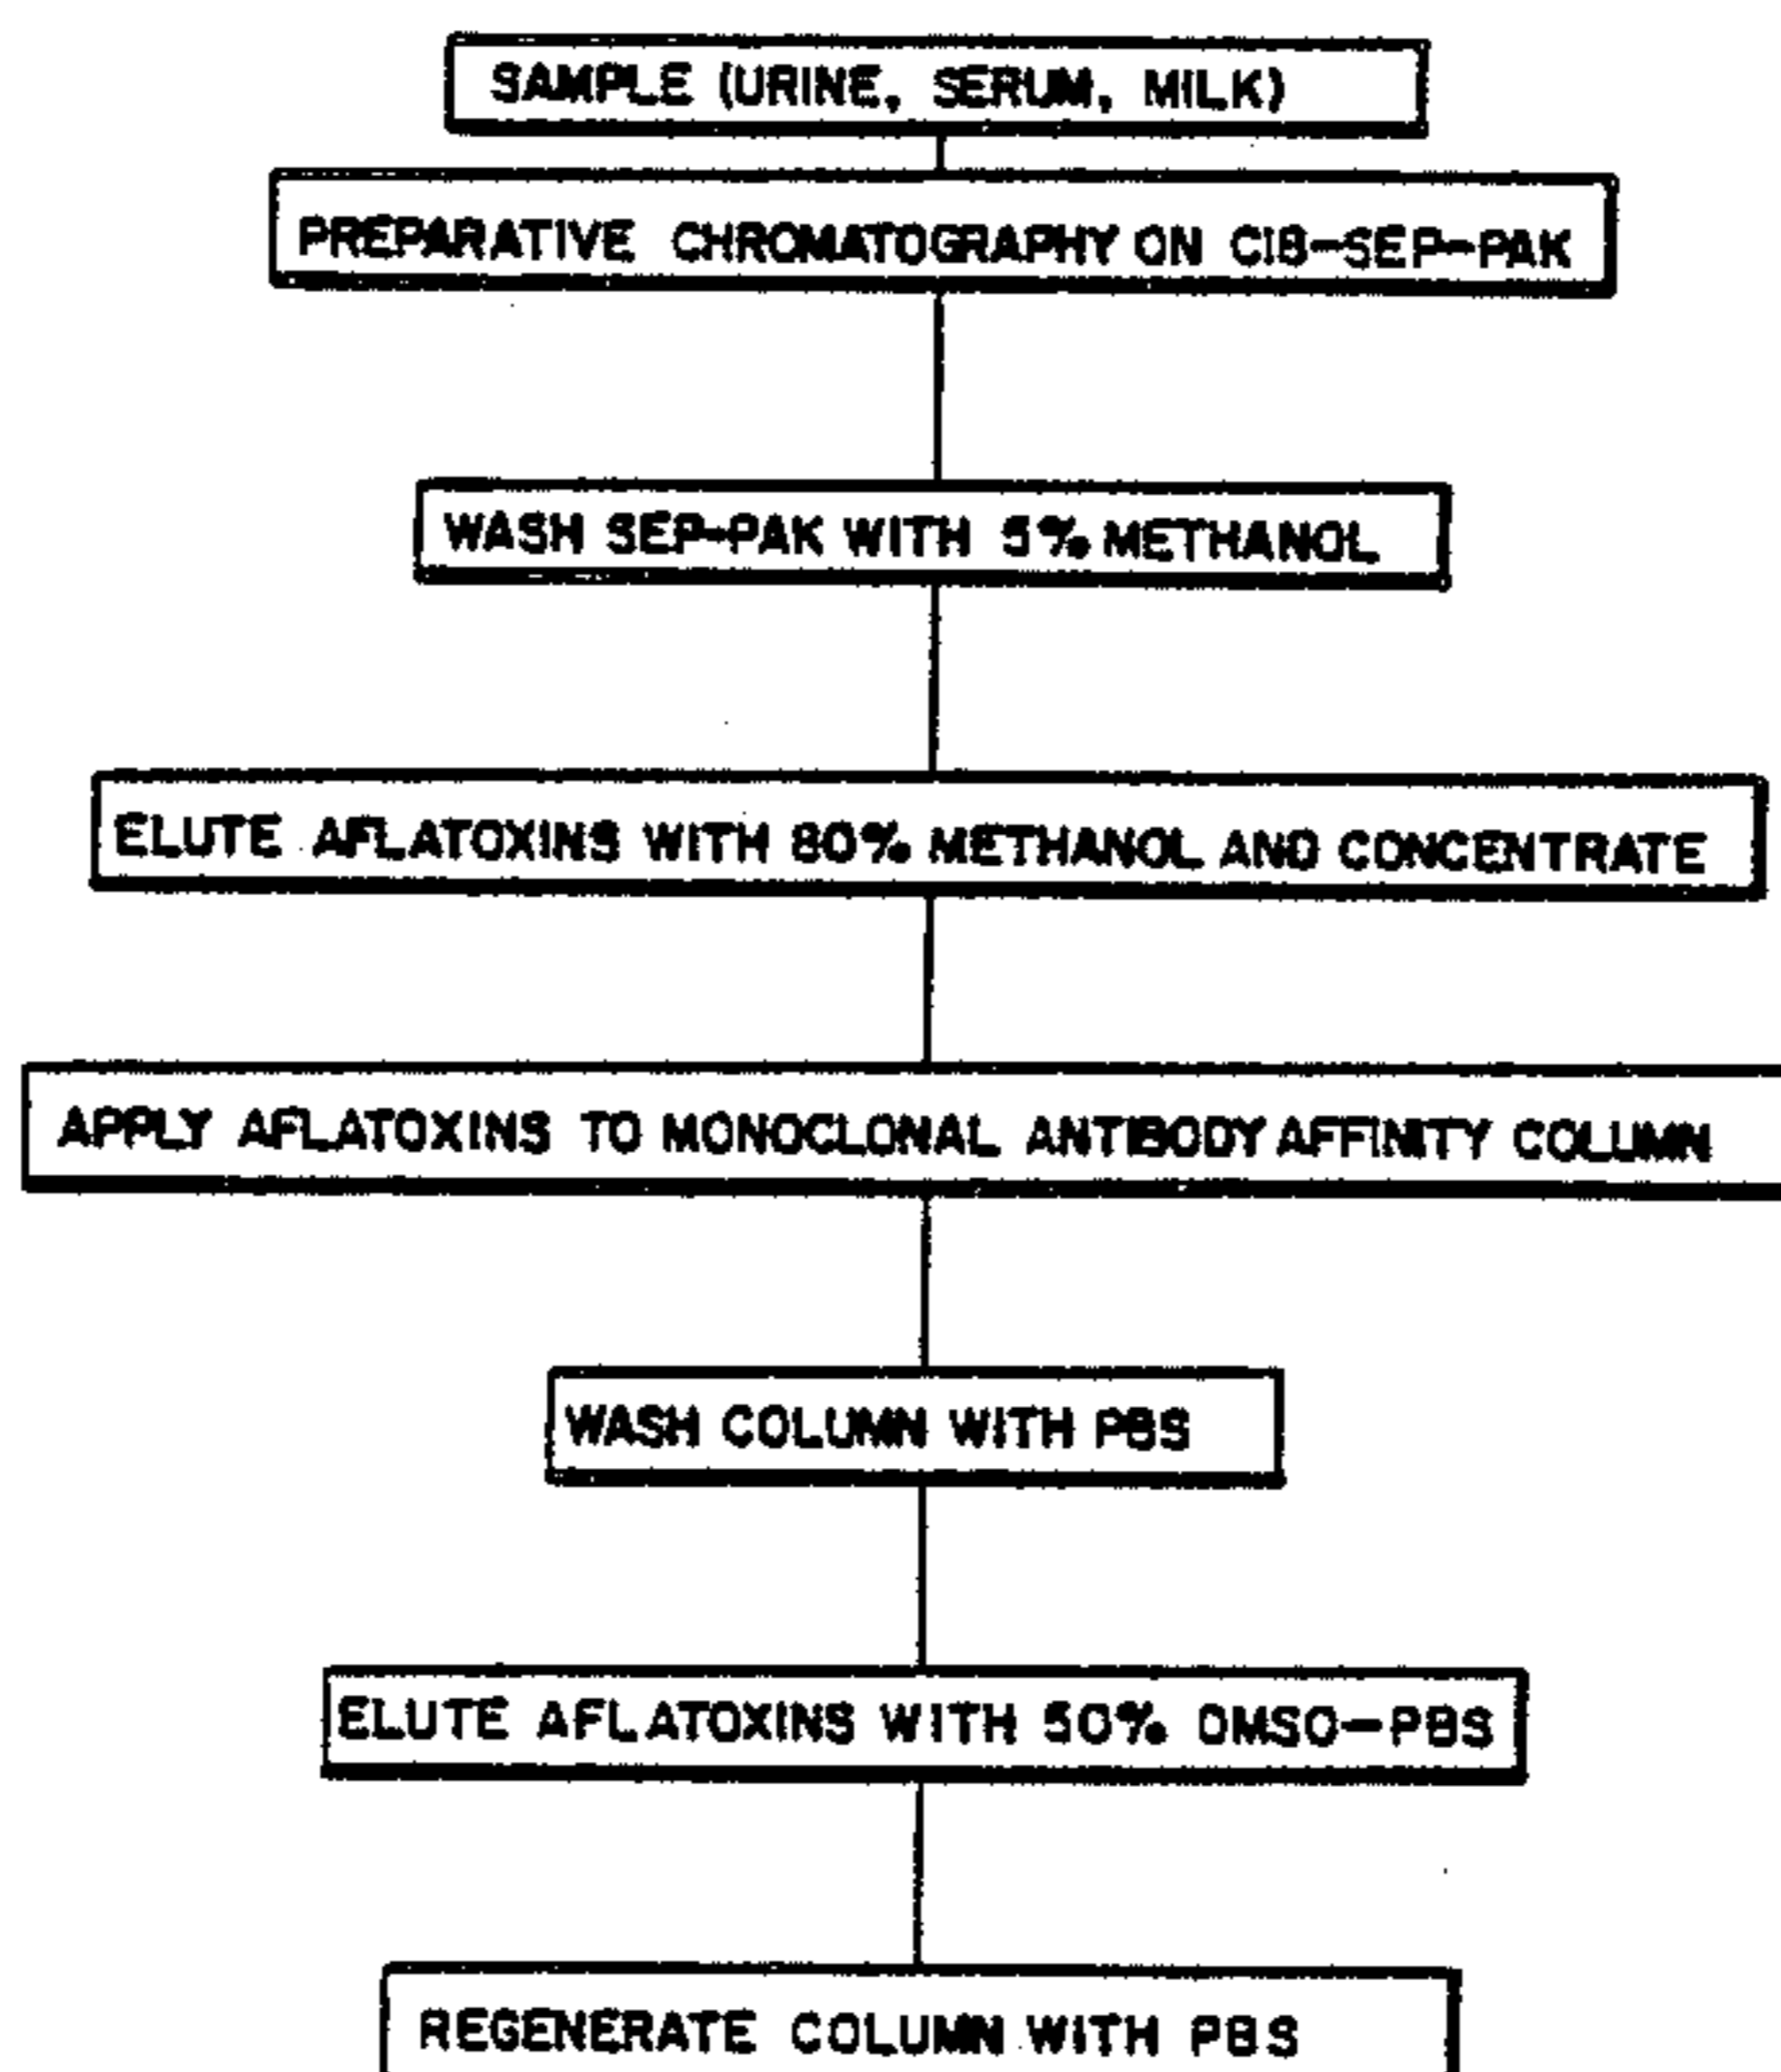 SAMPLE (URINE, SERUM, MILK)
PREPARATIVE CHROMATOGRAPHY ON C18-SEP-PAK
WASH SEP-PAK WITH 5% METHANOL
ELUTE AFLATOXINS WITH 80% METHANOL AND CONCENTRATE
APPLY AFLATOXINS TO MONOCLONAL ANTIBODY AFFINITY COLUMN
WASH COLUMN WITH PBS
ELUTE AFLATOXINS WITH 50% DMSO-PBS
REGENERATE COLUMN WITH PBS